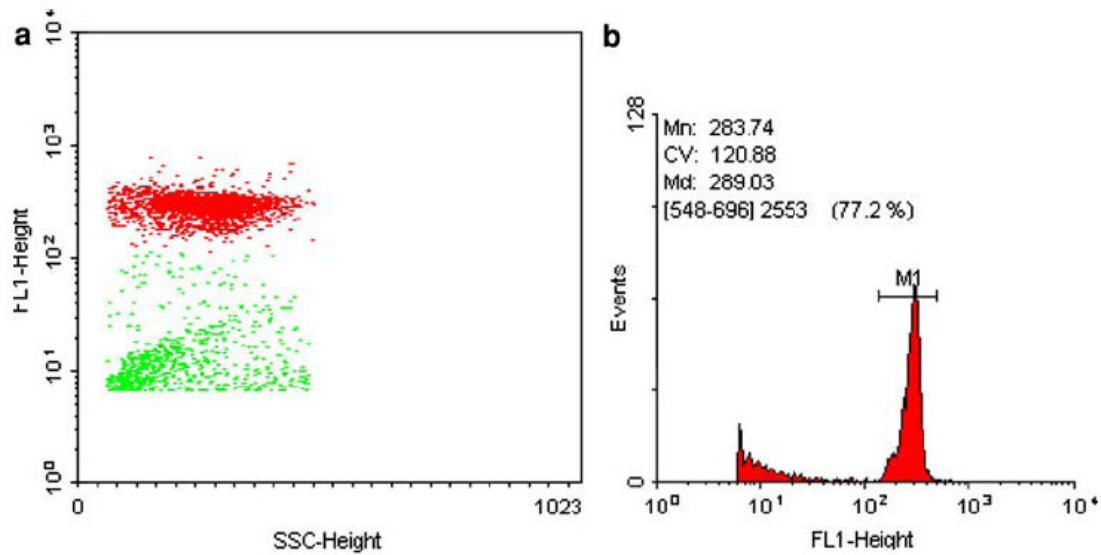 a
10⁴
10³
10²
10¹
10⁰
FL1-Height
0
1023
SSC-Height
b
128
Mn: 283.74
CV: 120.88
Md: 289.03
[548-696] 2553 (77.2 %)
M1
Events
0
10⁰
10¹
10²
10³
10⁴
FL1-Height